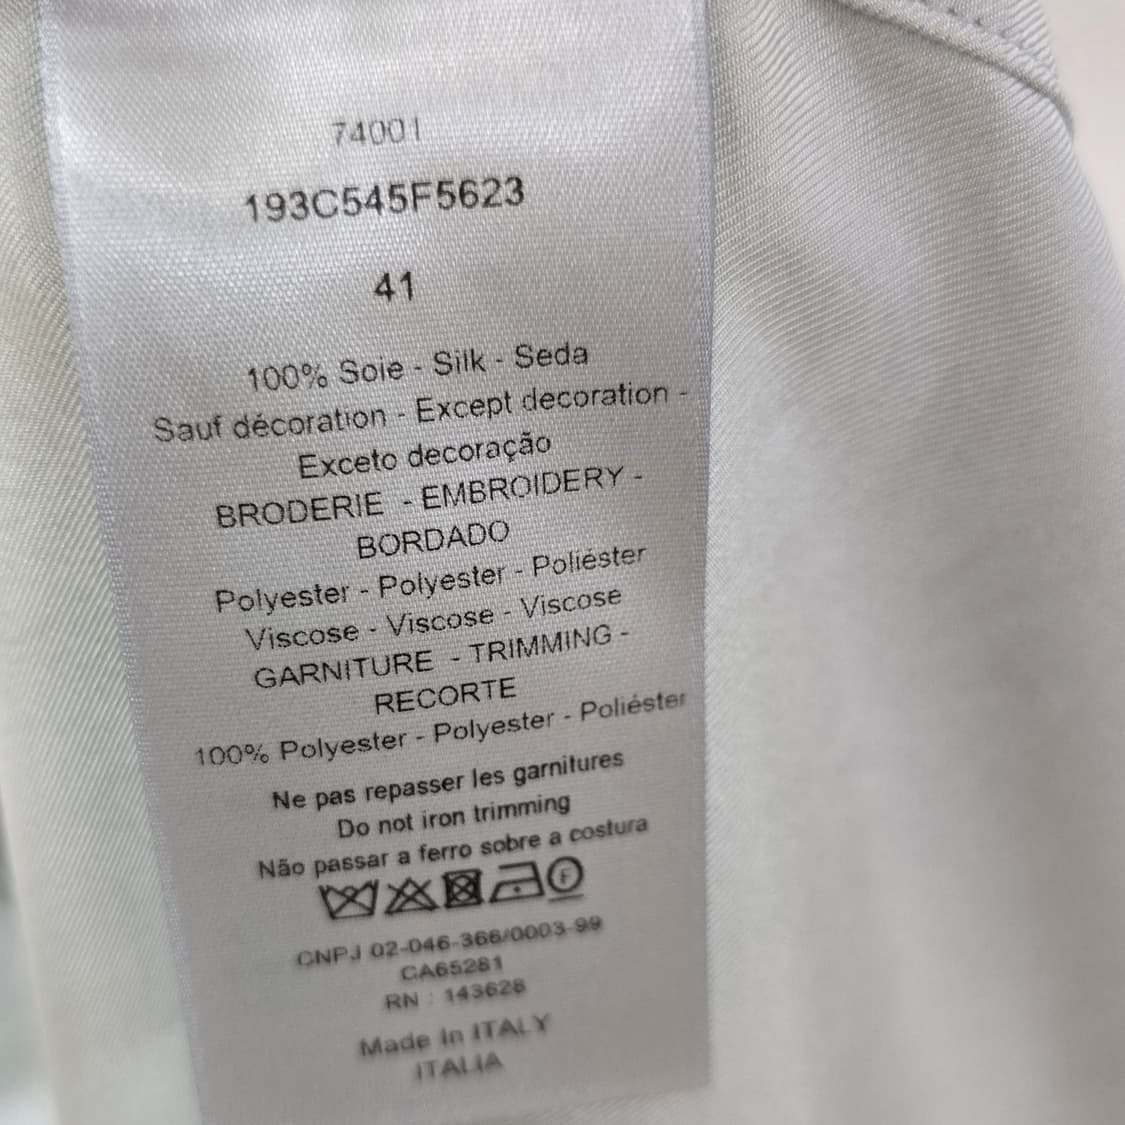 74001
193C545F5623
41
100% Soie - Silk - Seda
Sauf décoration - Except decoration -
Exceto decoração
BRODERIE - EMBROIDERY -
BORDADO
Polyester - Polyester - Poliéster
Viscose - Viscose - Viscose
GARNITURE - TRIMMING -
RECORTE
100% Polyester - Polyester - Poliéster
Ne pas repasser les garnitures
Do not iron trimming
Não passar a ferro sobre a costura
F
CNPJ 02-046-366/0003-99
CA65281
RN : 143628
Made in ITALY
ITALIA